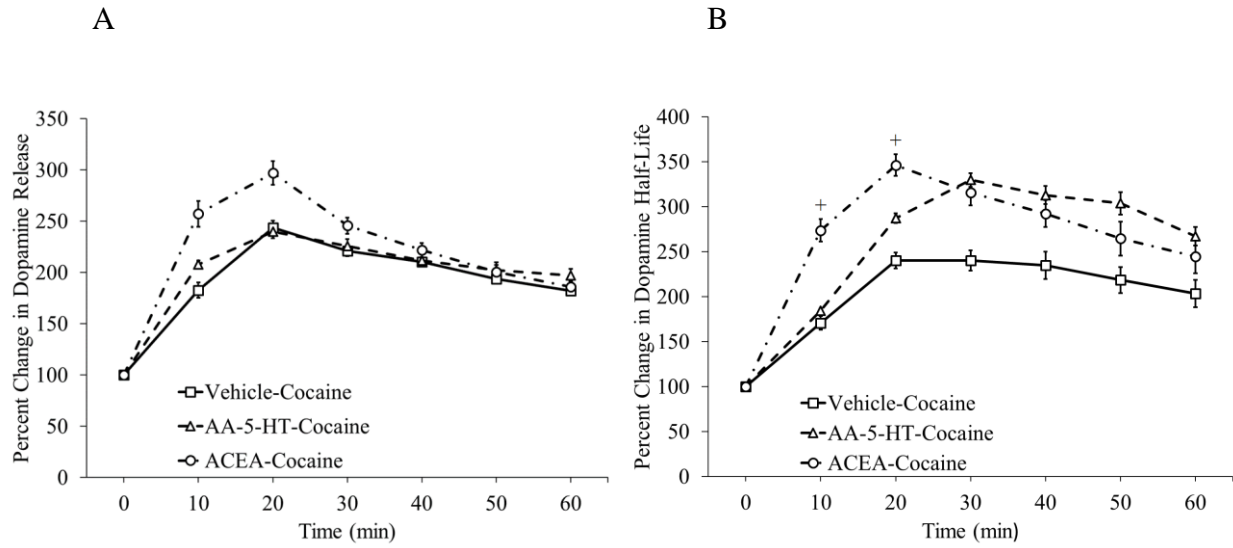 A
B
Percent Change in Dopamine Release
350
300
250
200
150
100
50
0
0 10 20 30 40 50 60
Time (min)
Vehicle-Cocaine
AA-5-HT-Cocaine
ACEA-Cocaine
Percent Change in Dopamine Half-Life
400
350
300
250
200
150
100
50
0
+
+
0 10 20 30 40 50 60
Time (min)
Vehicle-Cocaine
AA-5-HT-Cocaine
ACEA-Cocaine